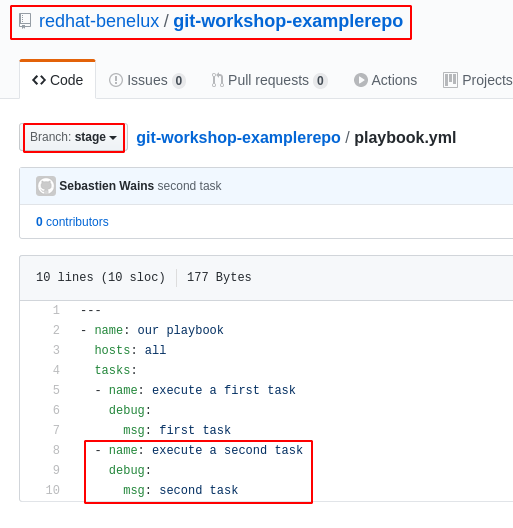 redhat-benelux / git-workshop-examplerepo
Code Issues 0 Pull requests 0 Actions Projects
Branch: stage git-workshop-examplerepo / playbook.yml
Sebastien Wains second task
0 contributors
10 lines (10 sloc) 177 Bytes
1 ---
2 - name: our playbook
3 hosts: all
4 tasks:
5 - name: execute a first task
6 debug:
7 msg: first task
8 - name: execute a second task
9 debug:
10 msg: second task